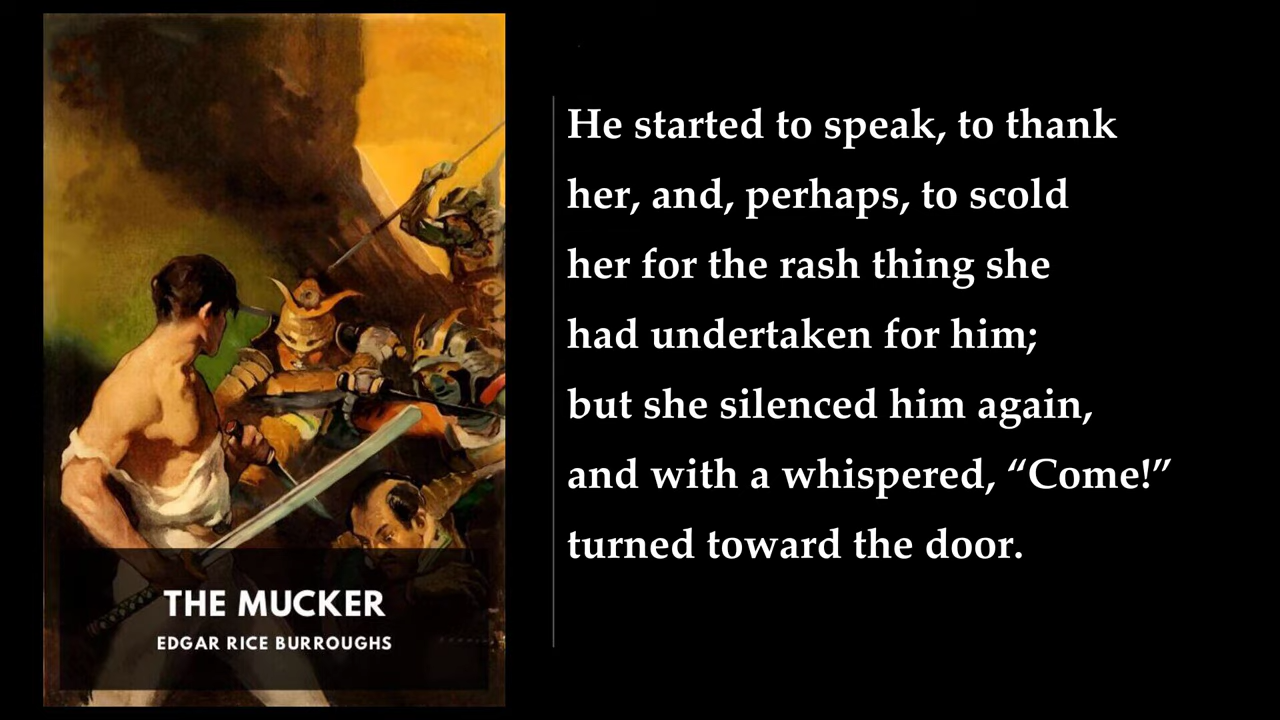 He started to speak, to thank
her, and, perhaps, to scold
her for the rash thing she
had undertaken for him;
but she silenced him again,
and with a whispered, “Come!”
turned toward the door.
THE MUCKER
EDGAR RICE BURROUGHS